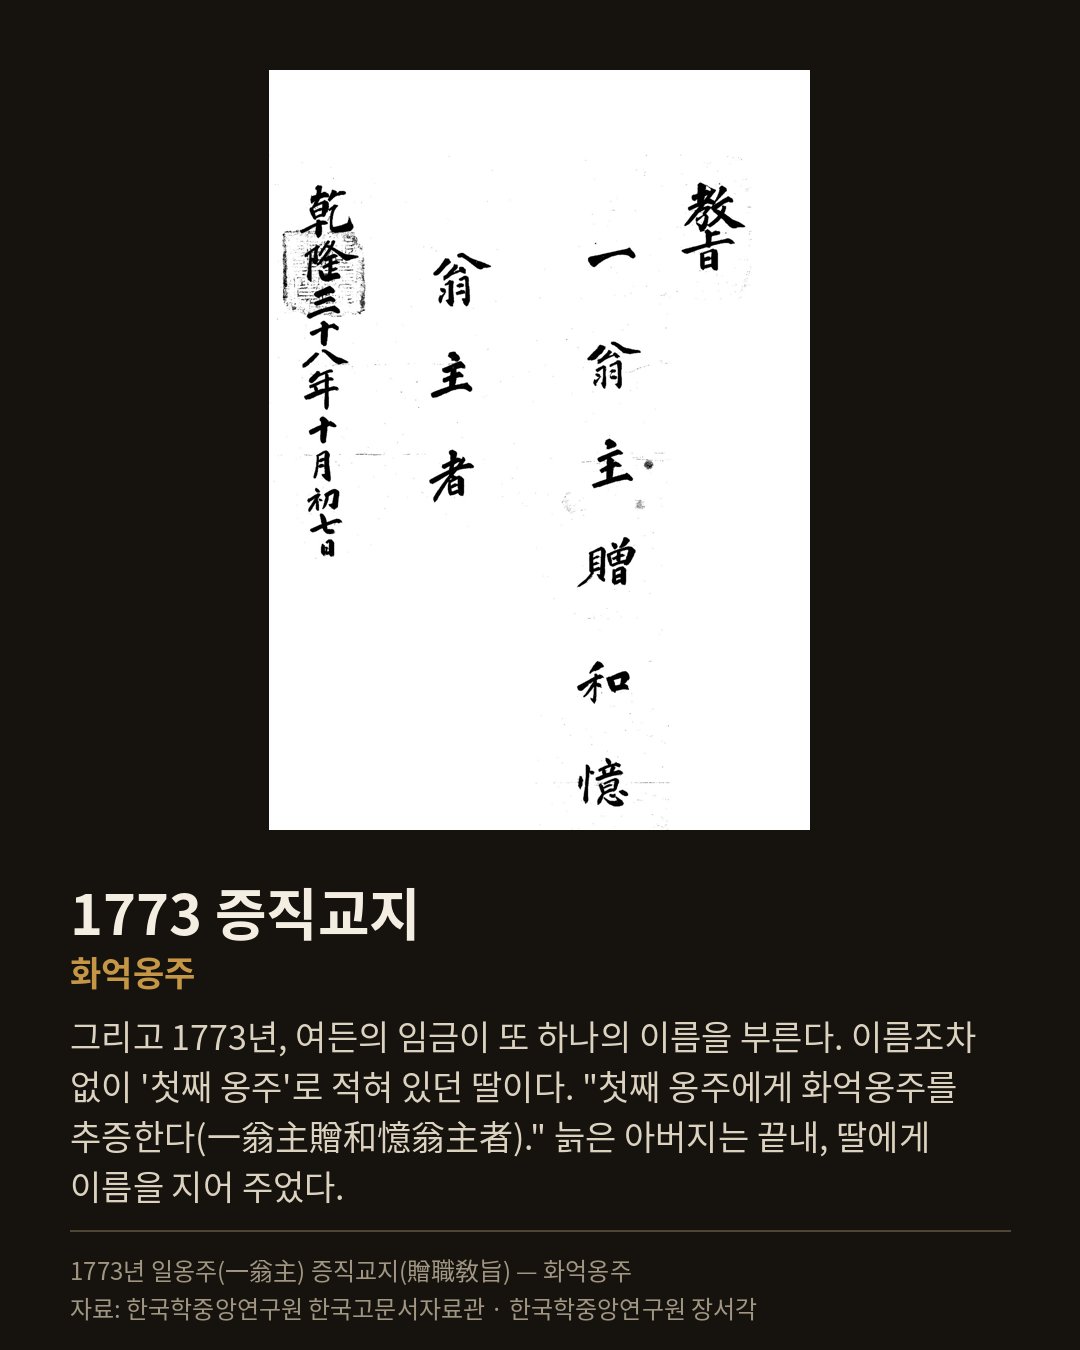 教旨
一翁主贈和憶
翁主者
乾隆三十八年十月初七日
1773 증직교지
화억옹주
그리고 1773년, 여든의 임금이 또 하나의 이름을 부른다. 이름조차
없이 '첫째 옹주'로 적혀 있던 딸이다. "첫째 옹주에게 화억옹주를
추증한다(一翁主贈和憶翁主者)." 늙은 아버지는 끝내, 딸에게
이름을 지어 주었다.
1773년 일옹주(一翁主) 증직교지(贈職敎旨) — 화억옹주
자료: 한국학중앙연구원 한국고문서자료관 · 한국학중앙연구원 장서각